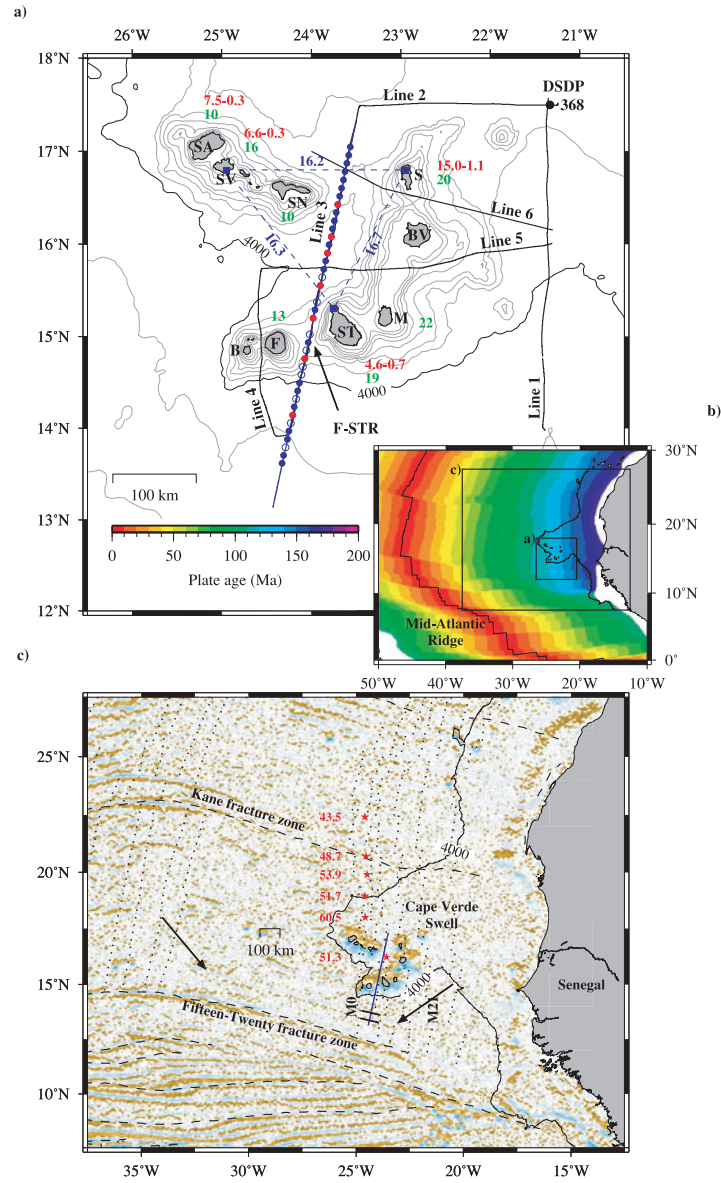 a)
26°W 25°W 24°W 23°W 22°W 21°W
18°N
17°N
16°N
15°N
14°N
13°N
12°N
DSDP
368
Line 2
7.5-0.3
10
6.6-0.3
16
SA
SV
SN
10
16.2
15.0-1.1
20
S
Line 3
Line 6
BV
Line 5
16.3
16.7
4000
13
ST
M
22
B
F
4.6-0.7
19
4000
Line 4
F-STR
Line 1
100 km
0 50 100 150 200
Plate age (Ma)
b)
30°N
20°N
10°N
0°
c)
a)
Mid-Atlantic
Ridge
50°W 40°W 30°W 20°W 10°W
c)
25°N
20°N
15°N
10°N
Kane fracture zone
43.5
48.7
53.9
51.7
60.5
51.3
4000
Cape Verde
Swell
100 km
M0
M21
4000
Senegal
Fifteen-Twenty fracture zone
35°W 30°W 25°W 20°W 15°W